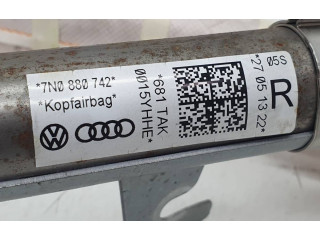 *7N0 880 742*
*Kopfairbag*
*681 TAK
0015YHHE*
05S
*27 05 13 22*
R